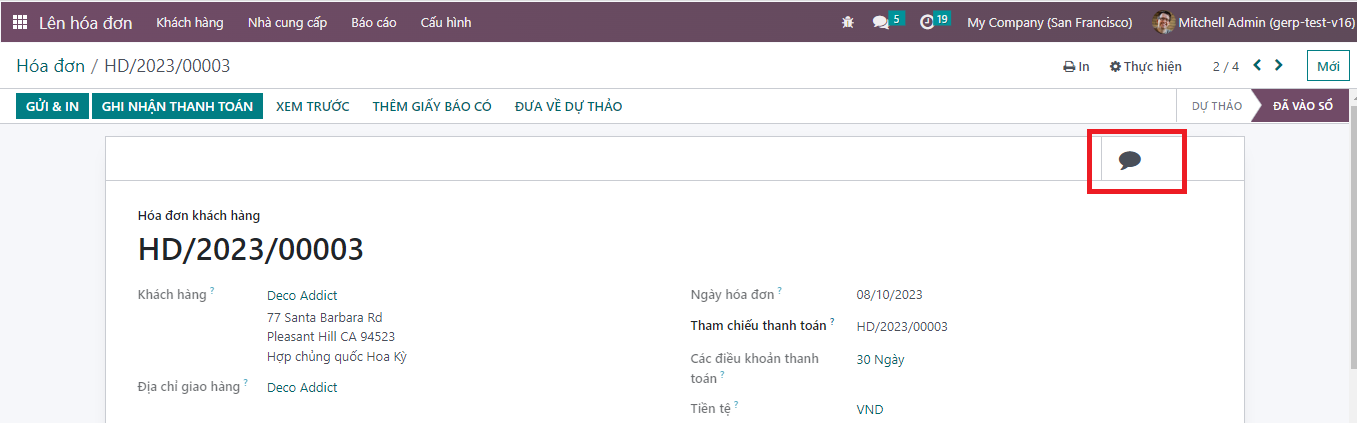 Lên hóa đơn Khách hàng Nhà cung cấp Báo cáo Cấu hình 5 19 My Company (San Francisco) Mitchell Admin (gerp-test-v16)
Hóa đơn / HD/2023/00003 In Thực hiện 2 / 4 Mới
GỬI & IN GHI NHẬN THANH TOÁN XEM TRƯỚC THÊM GIẤY BÁO CÓ ĐƯA VỀ DỰ THẢO DỰ THẢO ĐÃ VÀO SỔ
Hóa đơn khách hàng
HD/2023/00003
Khách hàng ? Deco Addict Ngày hóa đơn ? 08/10/2023
77 Santa Barbara Rd
Tham chiếu thanh toán ? HD/2023/00003
Pleasant Hill CA 94523
Hợp chủng quốc Hoa Kỳ
Các điều khoản thanh 30 Ngày
toán ?
Địa chỉ giao hàng ? Deco Addict
Tiền tệ ? VND